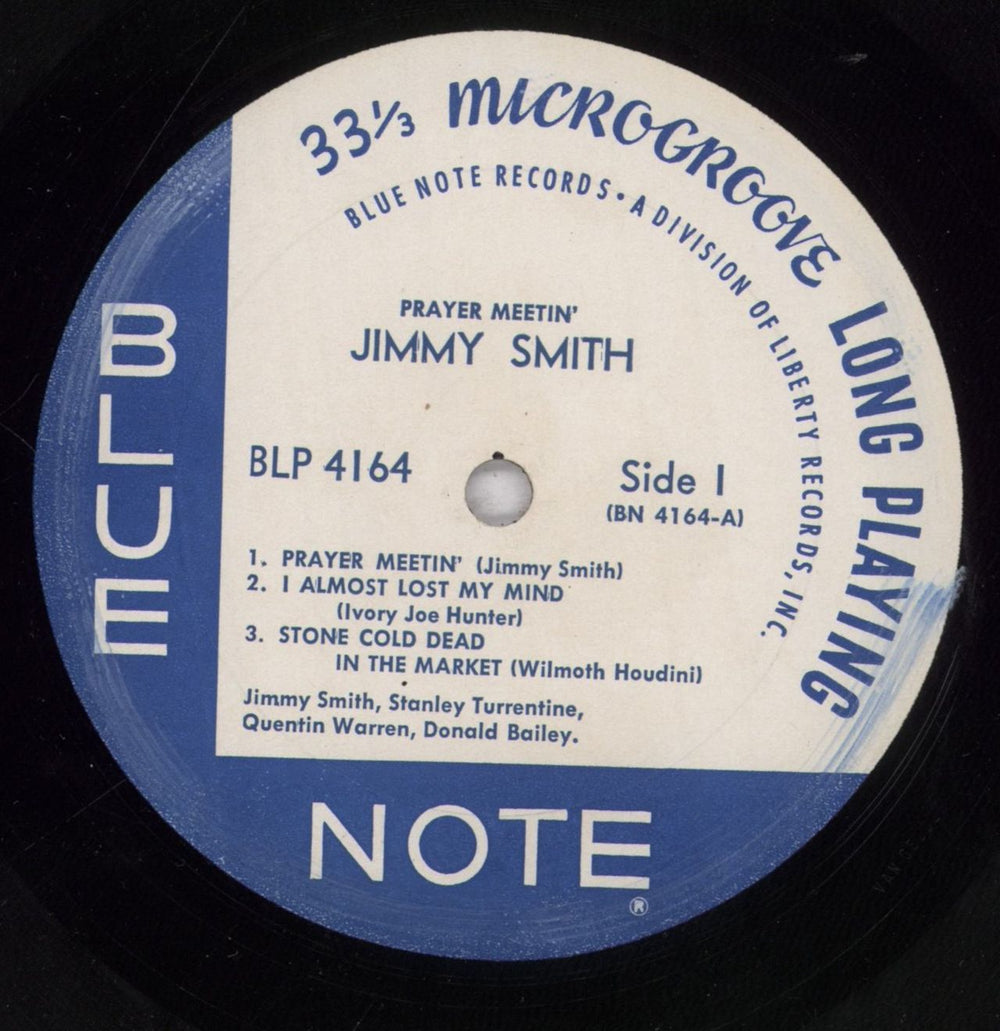 33⅓ MICROGROOVE LONG PLAYING
BLUE NOTE RECORDS • A DIVISION OF LIBERTY RECORDS, INC.
PRAYER MEETIN'
JIMMY SMITH
BLP 4164
Side 1
(BN 4164-A)
1. PRAYER MEETIN' (Jimmy Smith)
2. I ALMOST LOST MY MIND
(Ivory Joe Hunter)
3. STONE COLD DEAD
IN THE MARKET (Wilmoth Houdini)
Jimmy Smith, Stanley Turrentine,
Quentin Warren, Donald Bailey.
BLUE
NOTE
®